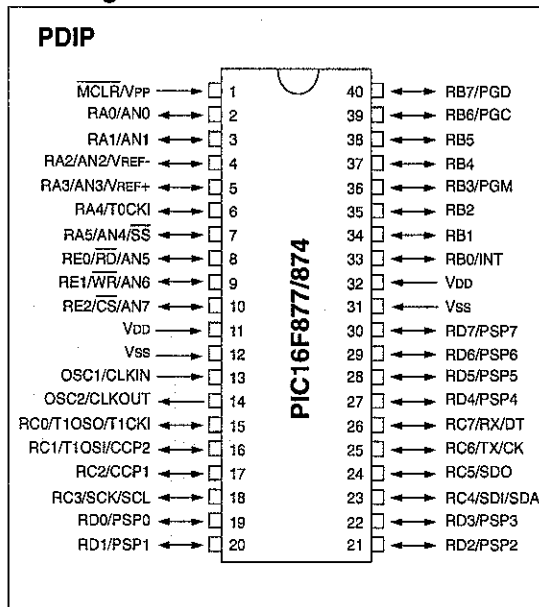 PDIP
MCLR/VPP 1
RA0/AN0 2
RA1/AN1 3
RA2/AN2/VREF- 4
RA3/AN3/VREF+ 5
RA4/T0CKI 6
RA5/AN4/SS 7
RE0/RD/AN5 8
RE1/WR/AN6 9
RE2/CS/AN7 10
VDD 11
VSS 12
OSC1/CLKIN 13
OSC2/CLKOUT 14
RC0/T1OSO/T1CKI 15
RC1/T1OSI/CCP2 16
RC2/CCP1 17
RC3/SCK/SCL 18
RD0/PSP0 19
RD1/PSP1 20
PIC16F877/874
40 RB7/PGD
39 RB6/PGC
38 RB5
37 RB4
36 RB3/PGM
35 RB2
34 RB1
33 RB0/INT
32 VDD
31 VSS
30 RD7/PSP7
29 RD6/PSP6
28 RD5/PSP5
27 RD4/PSP4
26 RC7/RX/DT
25 RC6/TX/CK
24 RC5/SDO
23 RC4/SDI/SDA
22 RD3/PSP3
21 RD2/PSP2